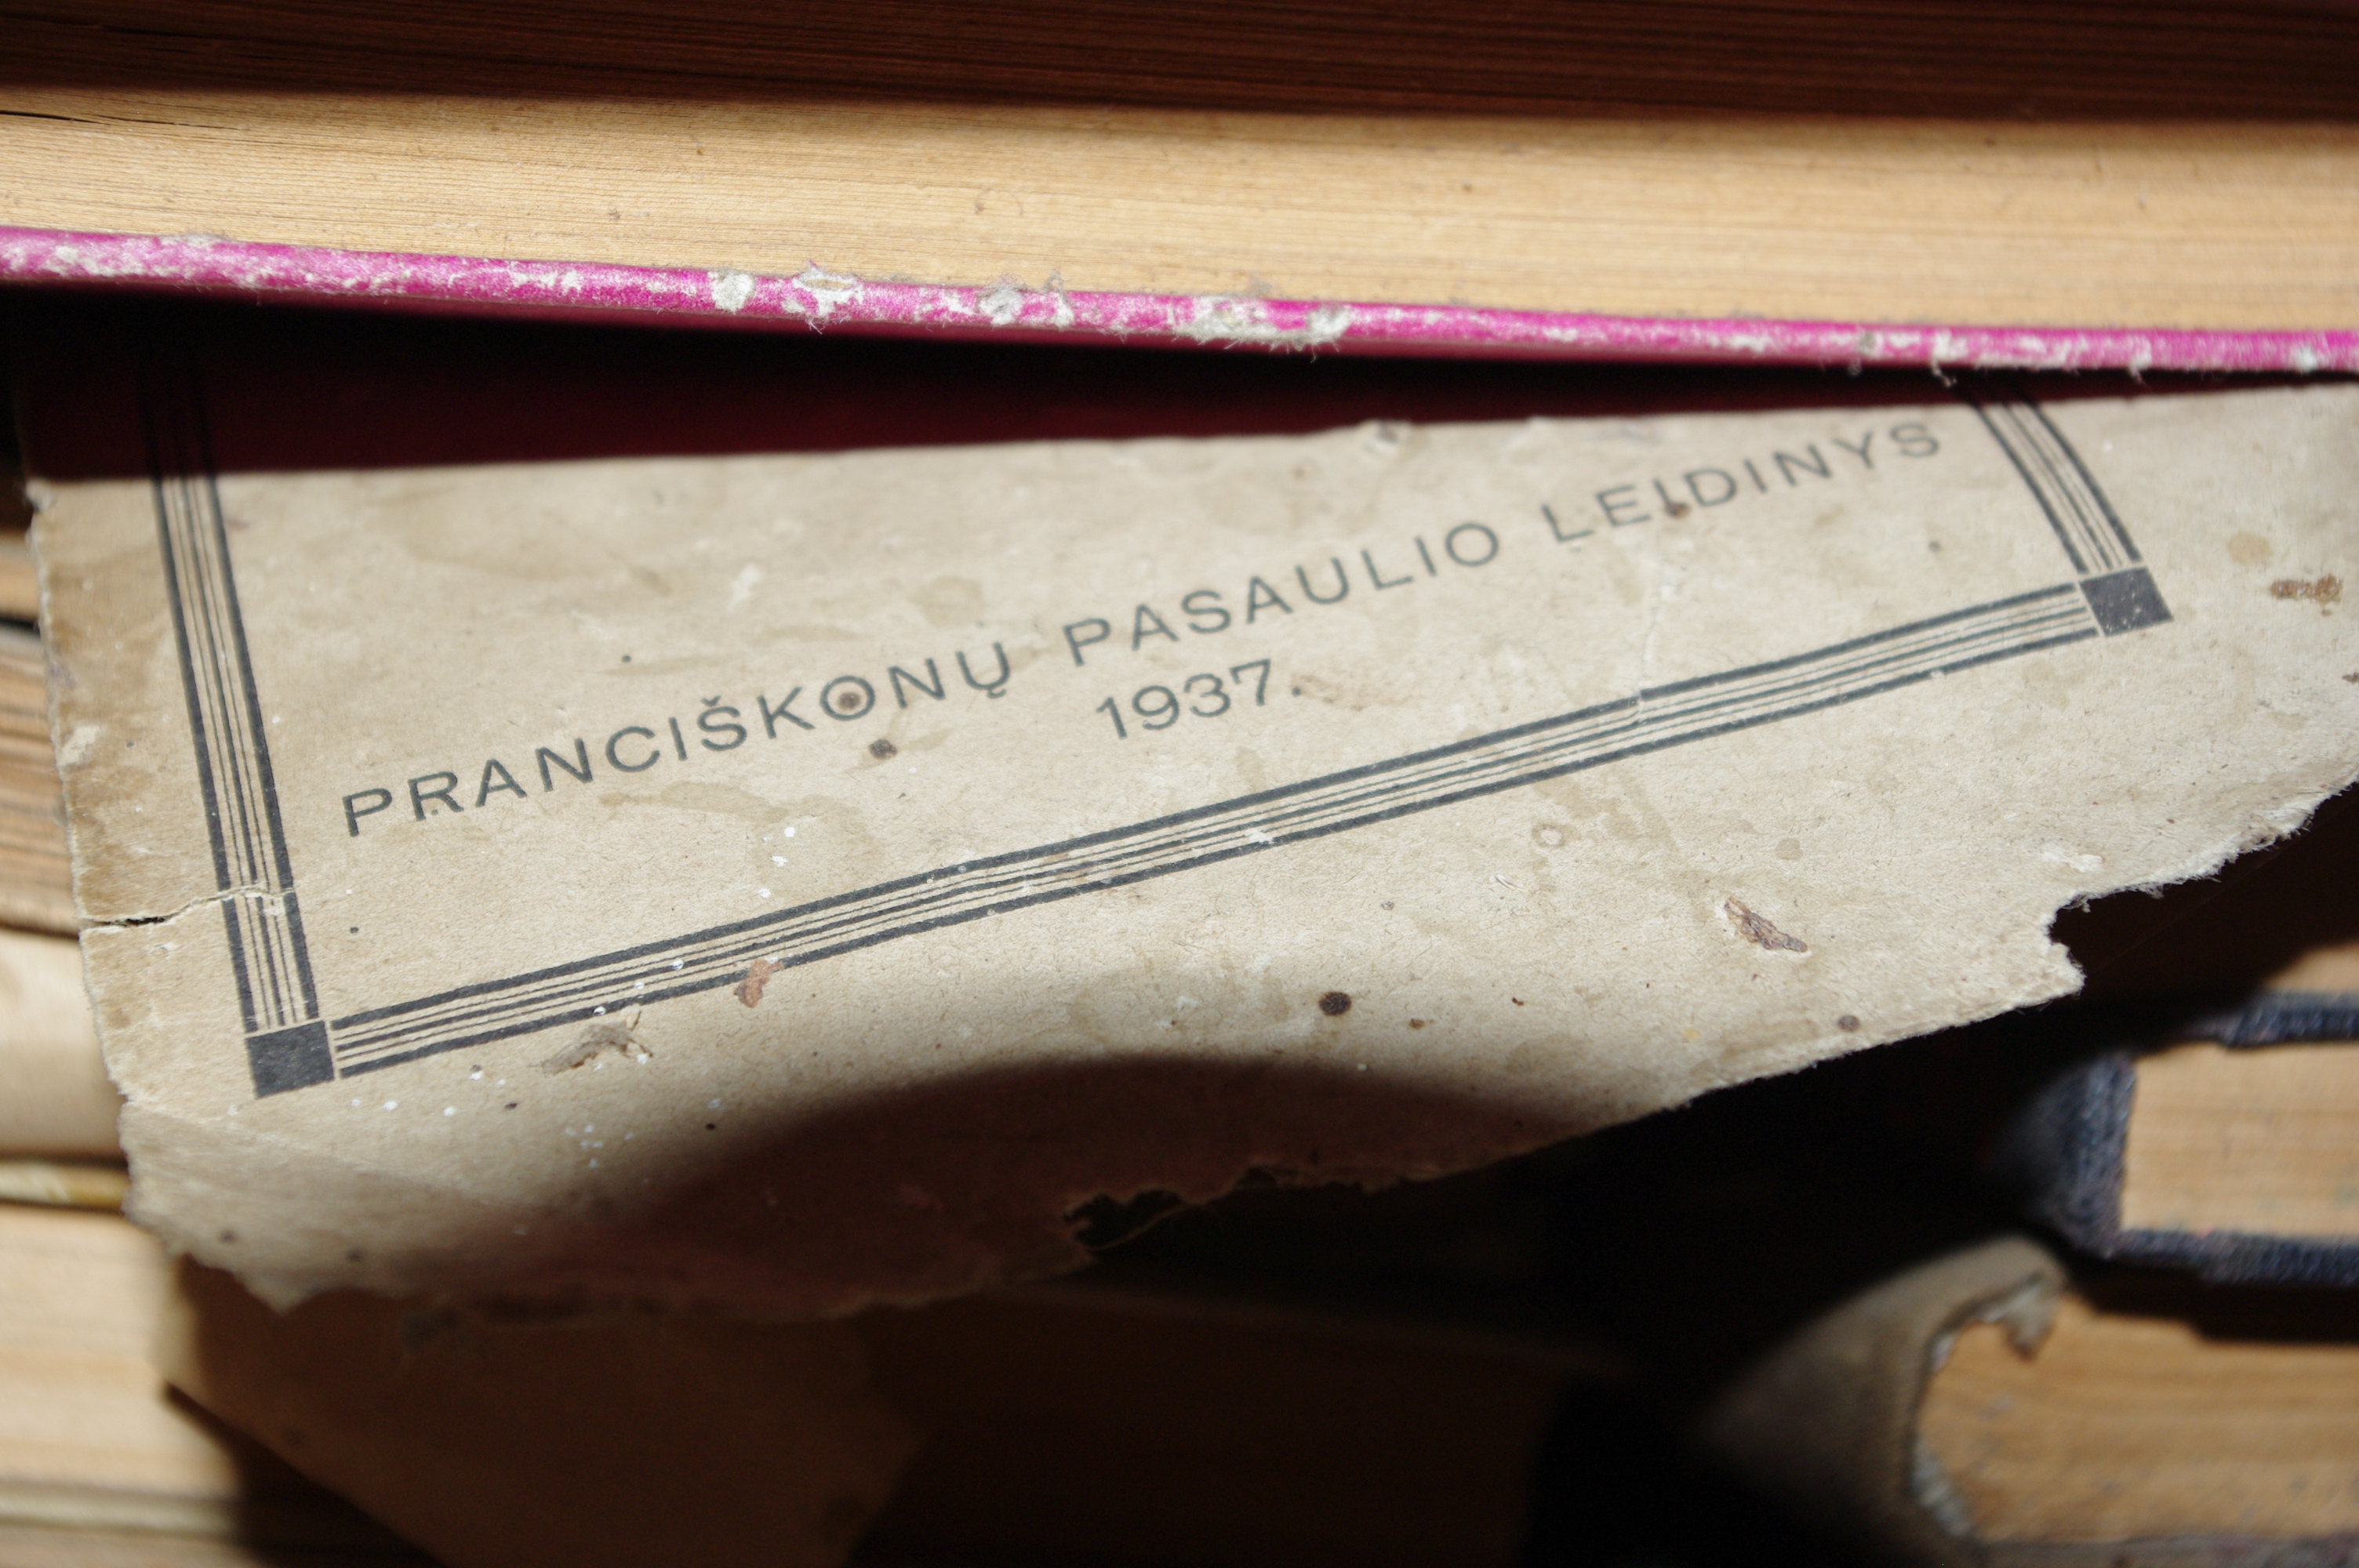 PRANCIŠKONŲ PASAULIO LEIDINYS
1937.